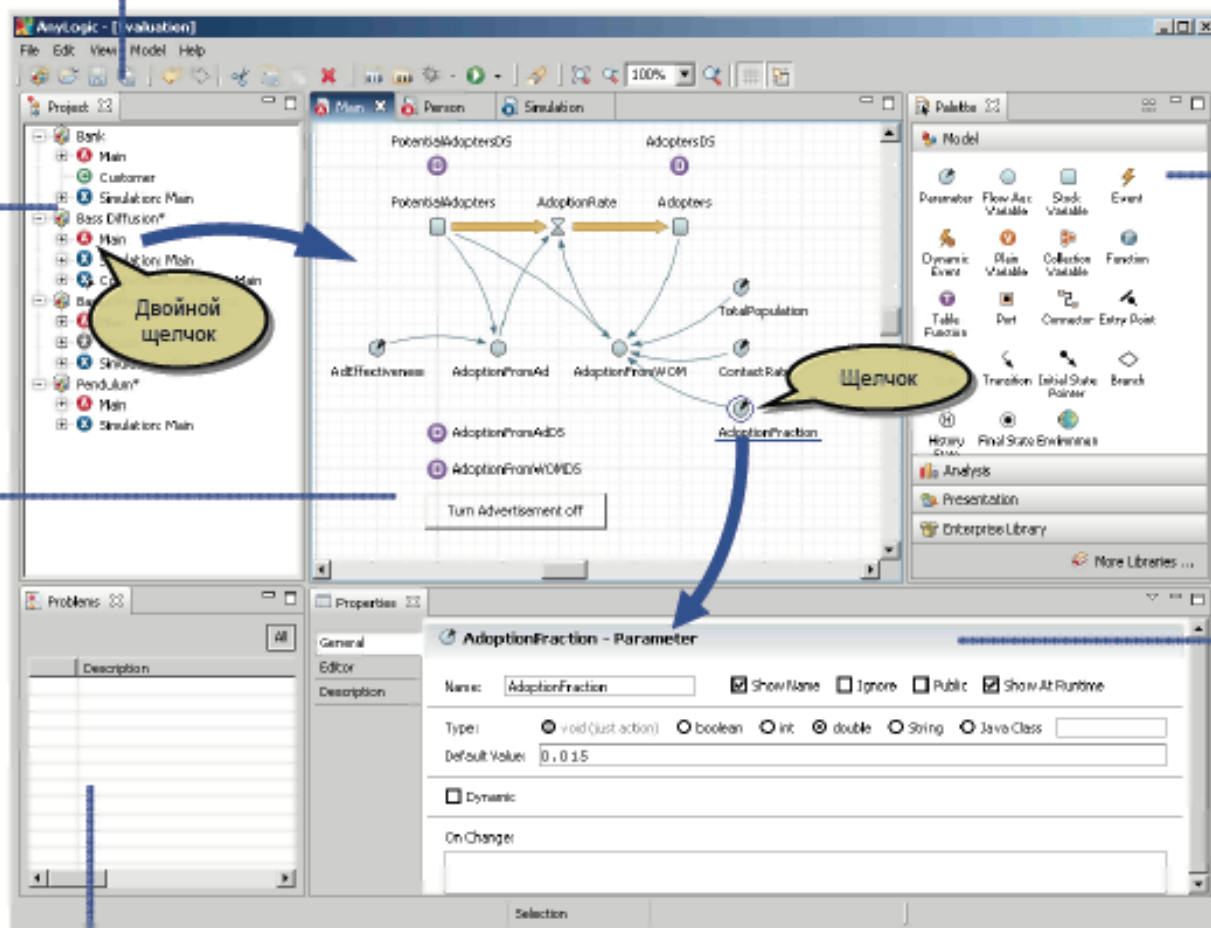 AnyLogic - [Evaluation]
File Edit View Model Help
100%
Project
Bank
Main
Customer
Simulation: Main
Bass Diffusion*
Main
Simulation: Main
Main
Двойной
щелчок
Pendulum*
Main
Simulation: Main
Main Person Simulation
PotentialAdoptersDS AdoptersDS
PotentialAdopters AdoptionRate Adopters
TotalPopulation
AdEffectiveness AdoptionFromAd AdoptionFromWOM
Щелчок
AdoptionFraction
AdoptionFromAdDS
AdoptionFromWOMDS
Turn Advertisement off
Palette
Model
Parameter Flow Aux Variable Stock Variable Event
Dynamic Event Plain Variable Collection Variable Function
Table Function Port Connector Entry Point
Transition Initial State Pointer Branch
History Final State Environmen
Analysis
Presentation
Enterprise Library
More Libraries ...
Problems
All
Description
Properties
General
Editor
Description
AdoptionFraction - Parameter
Name: AdoptionFraction Show Name Ignore Public Show At Runtime
Type: void (just action) boolean int double String Java Class
Default Value: 0.015
Dynamic
On Change:
Selection